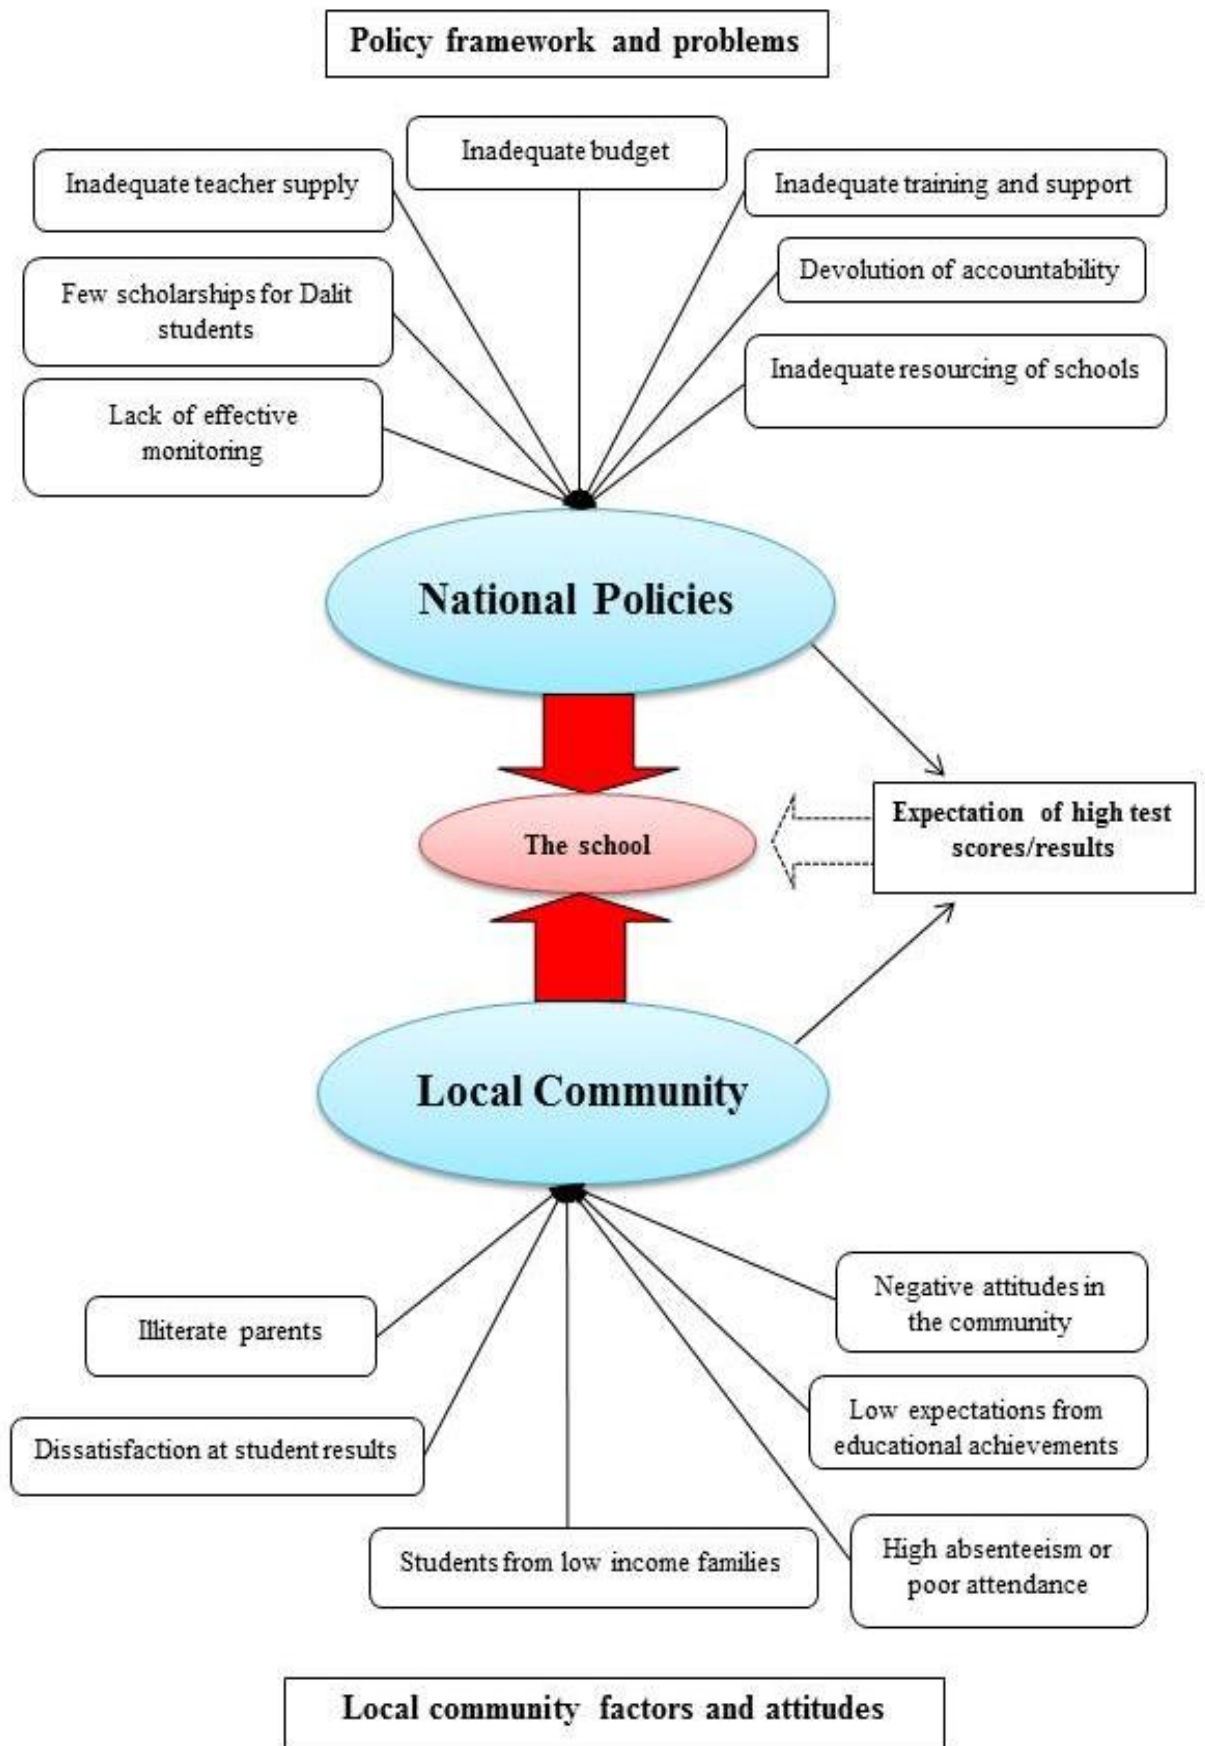 Policy framework and problems
Inadequate budget
Inadequate teacher supply
Inadequate training and support
Few scholarships for Dalit
students
Devolution of accountability
Lack of effective
monitoring
Inadequate resourcing of schools
National Policies
The school
Expectation of high test
scores/results
Local Community
Illiterate parents
Negative attitudes in
the community
Dissatisfaction at student results
Low expectations from
educational achievements
Students from low income families
High absenteeism or
poor attendance
Local community factors and attitudes